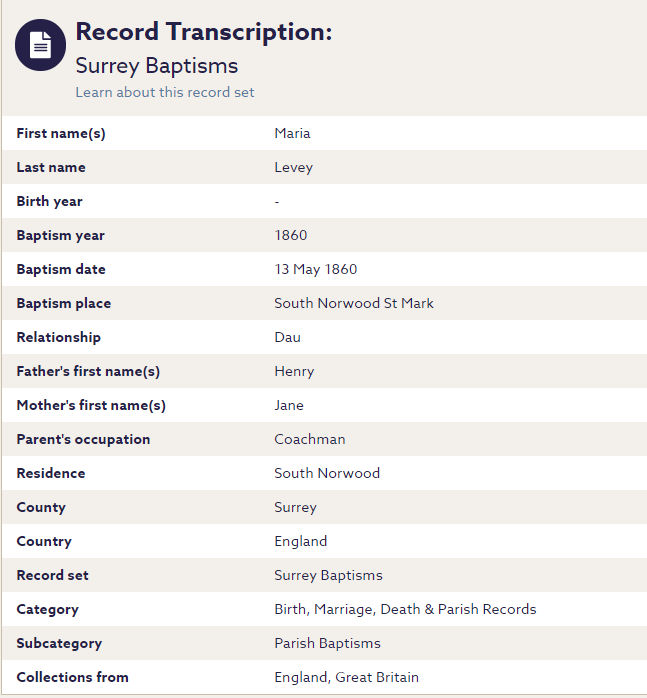 Record Transcription:
Surrey Baptisms
Learn about this record set
First name(s) Maria
Last name Levey
Birth year -
Baptism year 1860
Baptism date 13 May 1860
Baptism place South Norwood St Mark
Relationship Dau
Father's first name(s) Henry
Mother's first name(s) Jane
Parent's occupation Coachman
Residence South Norwood
County Surrey
Country England
Record set Surrey Baptisms
Category Birth, Marriage, Death & Parish Records
Subcategory Parish Baptisms
Collections from England, Great Britain